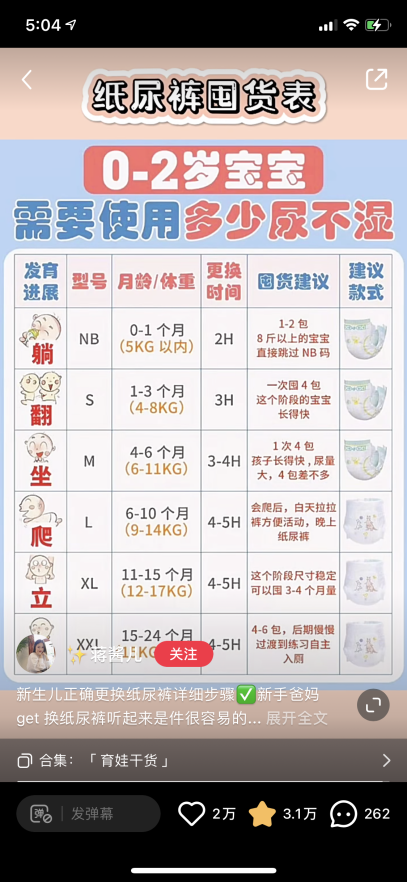 5:04
纸尿裤囤货表
0-2岁宝宝
需要使用多少尿不湿
发育进展 型号 月龄/体重 更换时间 囤货建议 建议款式
躺 NB 0-1 个月 (5KG 以内) 2H 1-2 包 8 斤以上的宝宝直接跳过 NB 码
翻 S 1-3 个月 (4-8KG) 3H 一次囤 4 包 这个阶段的宝宝长得快
坐 M 4-6 个月 (6-11KG) 3-4H 1 次 4 包 孩子长得快,尿量大,4 包差不多
爬 L 6-10 个月 (9-14KG) 4-5H 会爬后,白天拉拉裤方便活动,晚上纸尿裤
立 XL 11-15 个月 (12-17KG) 4-5H 这个阶段尺寸稳定可以囤 3-4 个月量
XXL 15-24 个月 4-5H 4-6 包,后期慢慢过渡到练习自主入厕
关注
新生儿正确更换纸尿裤详细步骤✅新手爸妈
get 换纸尿裤听起来是件很容易的... 展开全文
合集:「 育娃干货 」
弹 发弹幕 2万 3.1万 262